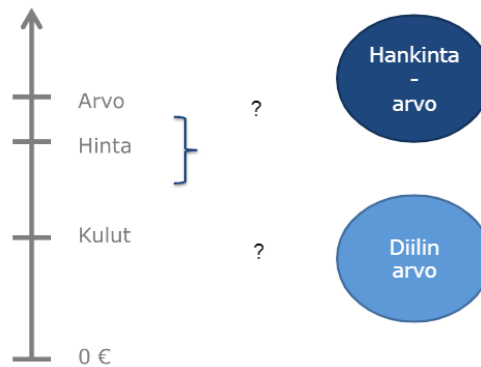 Arvo
?
Hinta
Kulut
?
0 €
Hankinta
-
arvo
Diilin
arvo